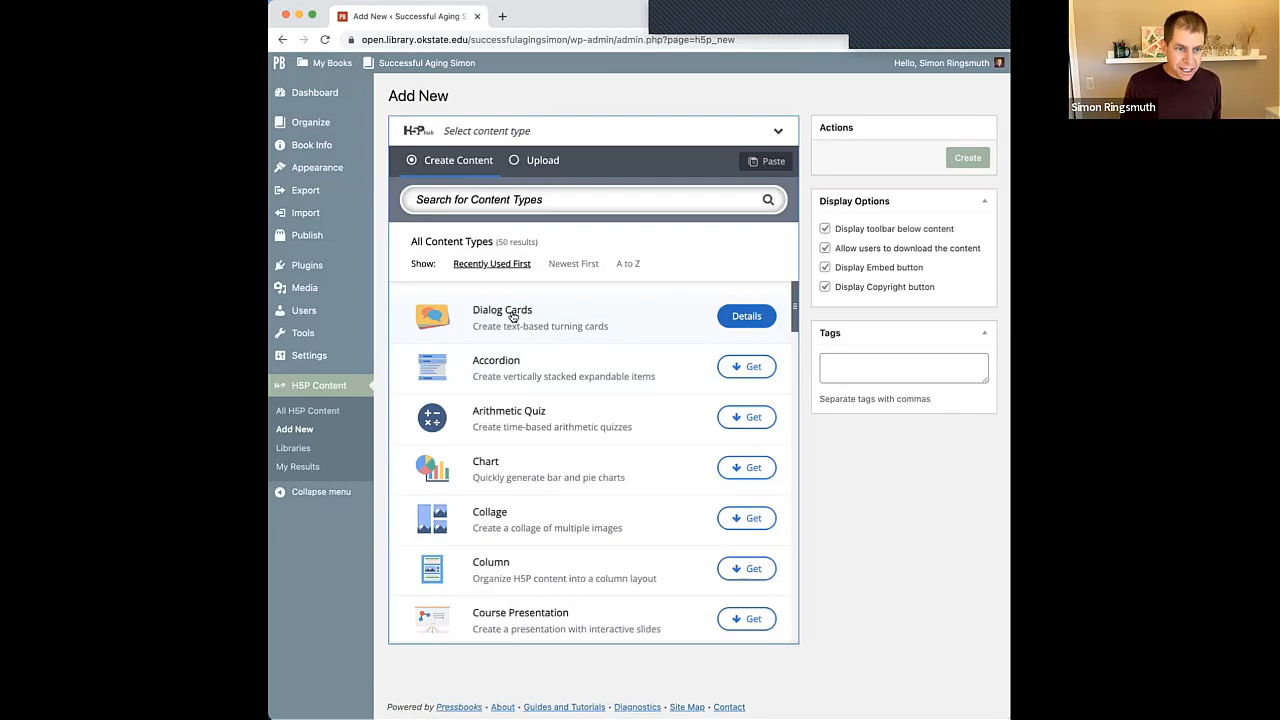 Add New ‹ Successful Aging S
open.library.okstate.edu/successfulagingsimon/wp-admin/admin.php?page=h5p_new
PB My Books Successful Aging Simon Hello, Simon Ringsmuth
Simon Ringsmuth
Dashboard
Organize
Book Info
Appearance
Export
Import
Publish
Plugins
Media
Users
Tools
Settings
H5P H5P Content
All H5P Content
Add New
Libraries
My Results
Collapse menu
Add New
H5P hub Select content type
Create Content Upload Paste
Search for Content Types
All Content Types (50 results)
Show: Recently Used First Newest First A to Z
Dialog Cards
Create text-based turning cards
Details
Accordion
Create vertically stacked expandable items
Get
Arithmetic Quiz
Create time-based arithmetic quizzes
Get
Chart
Quickly generate bar and pie charts
Get
Collage
Create a collage of multiple images
Get
Column
Organize H5P content into a column layout
Get
Course Presentation
Create a presentation with interactive slides
Get
Actions
Create
Display Options
Display toolbar below content
Allow users to download the content
Display Embed button
Display Copyright button
Tags
Separate tags with commas
Powered by Pressbooks • About • Guides and Tutorials • Diagnostics • Site Map • Contact